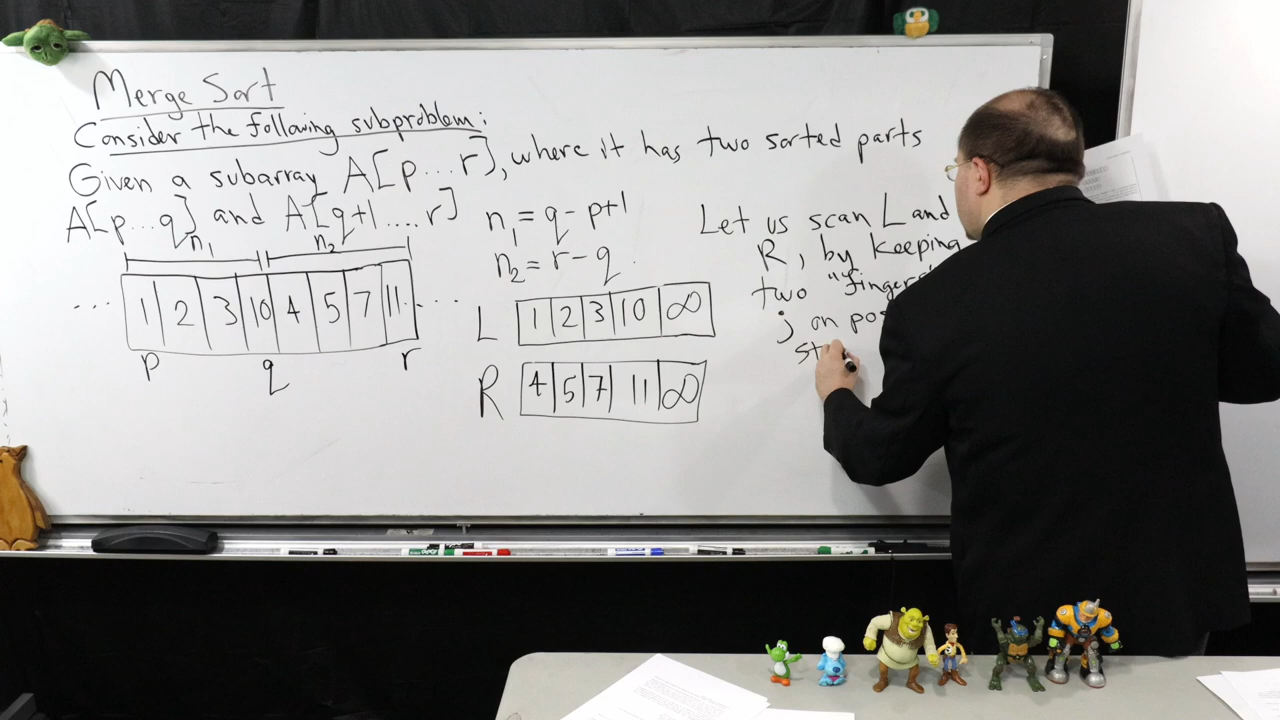 Merge Sort
Consider the following subproblem:
Given a subarray A[p...r], where it has two sorted parts
A[p...q] and A[q+1....r]
n₁ n₂
... 1 2 3 10 4 5 7 11 ....
p q r
n₁ = q - p+1
n₂ = r - q.
L 1 2 3 10 ∞
R 4 5 7 11 ∞
Let us scan L and
R, by keeping
two "fingers
j on